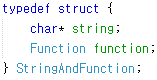 typedef struct {
    char* string;
    Function function;
} StringAndFunction;